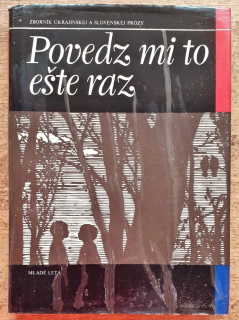 ZBORNÍK UKRAJINSKEJ A SLOVENSKEJ PRÓZY
Povedz mi to
ešte raz
MLADÉ LETÁ